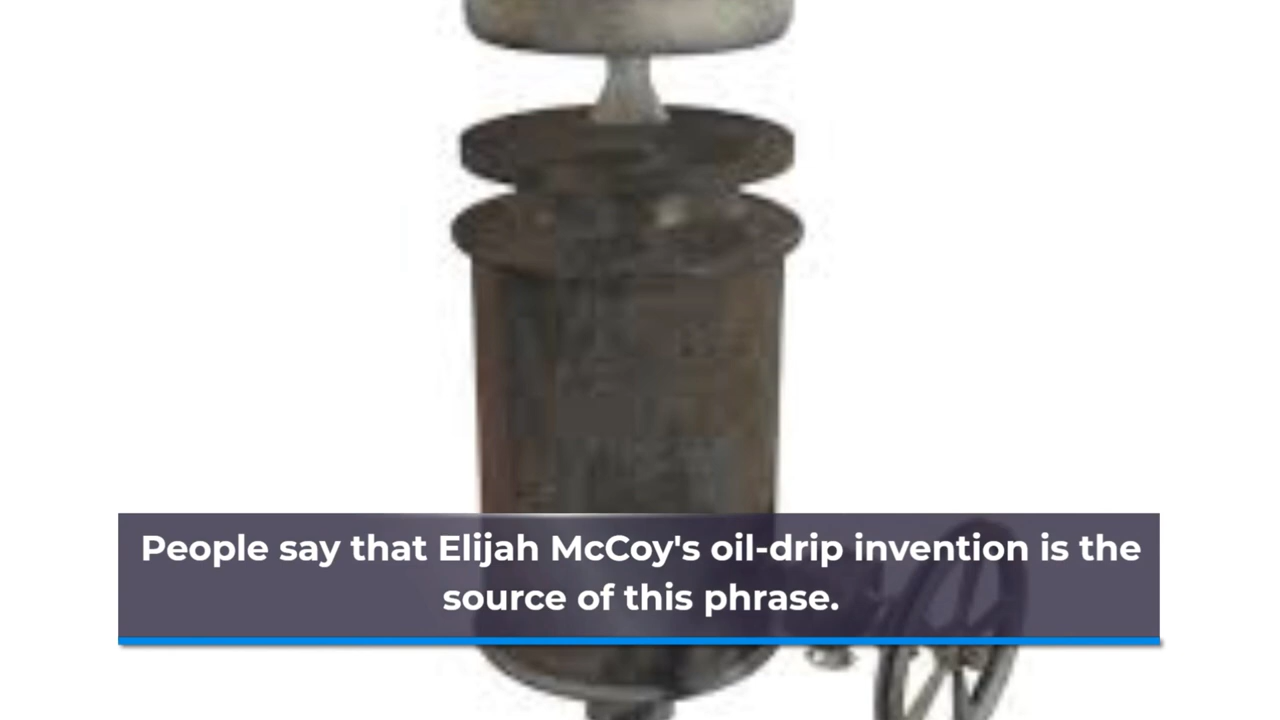 People say that Elijah McCoy's oil-drip invention is the
source of this phrase.